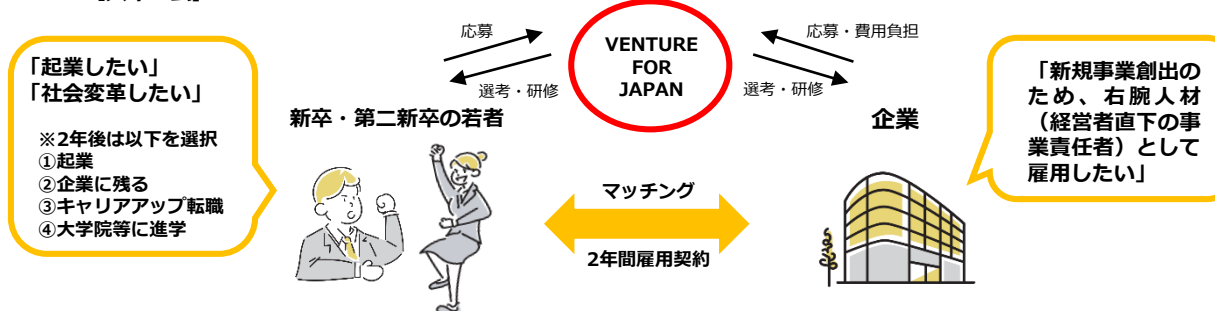 応募
応募・費用負担
VENTURE
FOR
JAPAN
選考・研修
選考・研修
「起業したい」
「社会変革したい」
※2年後は以下を選択
①起業
②企業に残る
③キャリアアップ転職
④大学院等に進学
新卒・第二新卒の若者
企業
「新規事業創出の
ため、右腕人材
（経営者直下の事
業責任者）として
雇用したい」
マッチング
2年間雇用契約